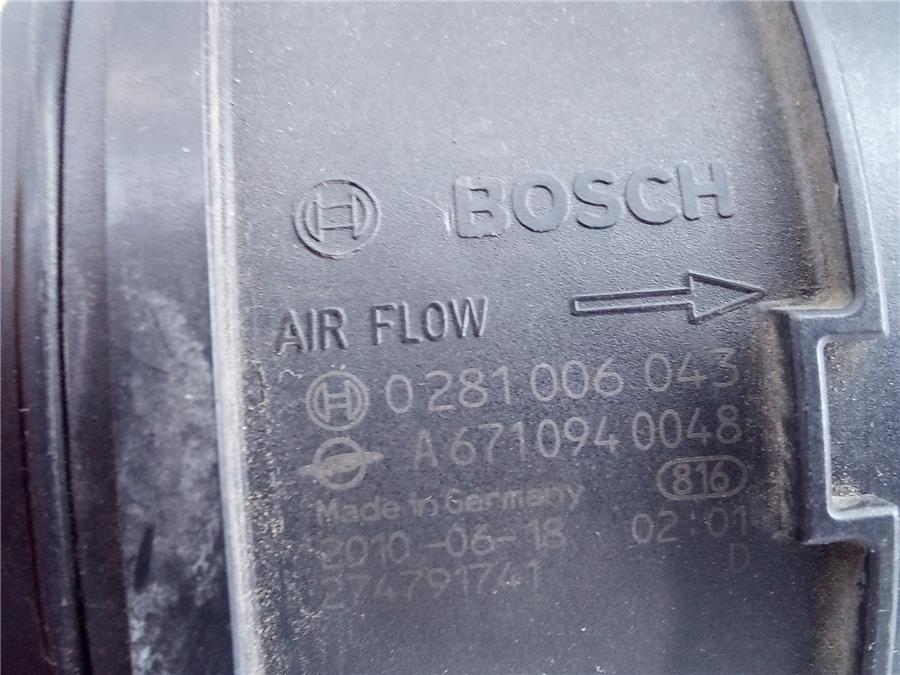 BOSCH
AIR FLOW
0 281 006 043
A 671 094 0048
Made in Germany 816
2010-06-18 02:01
D
274791741